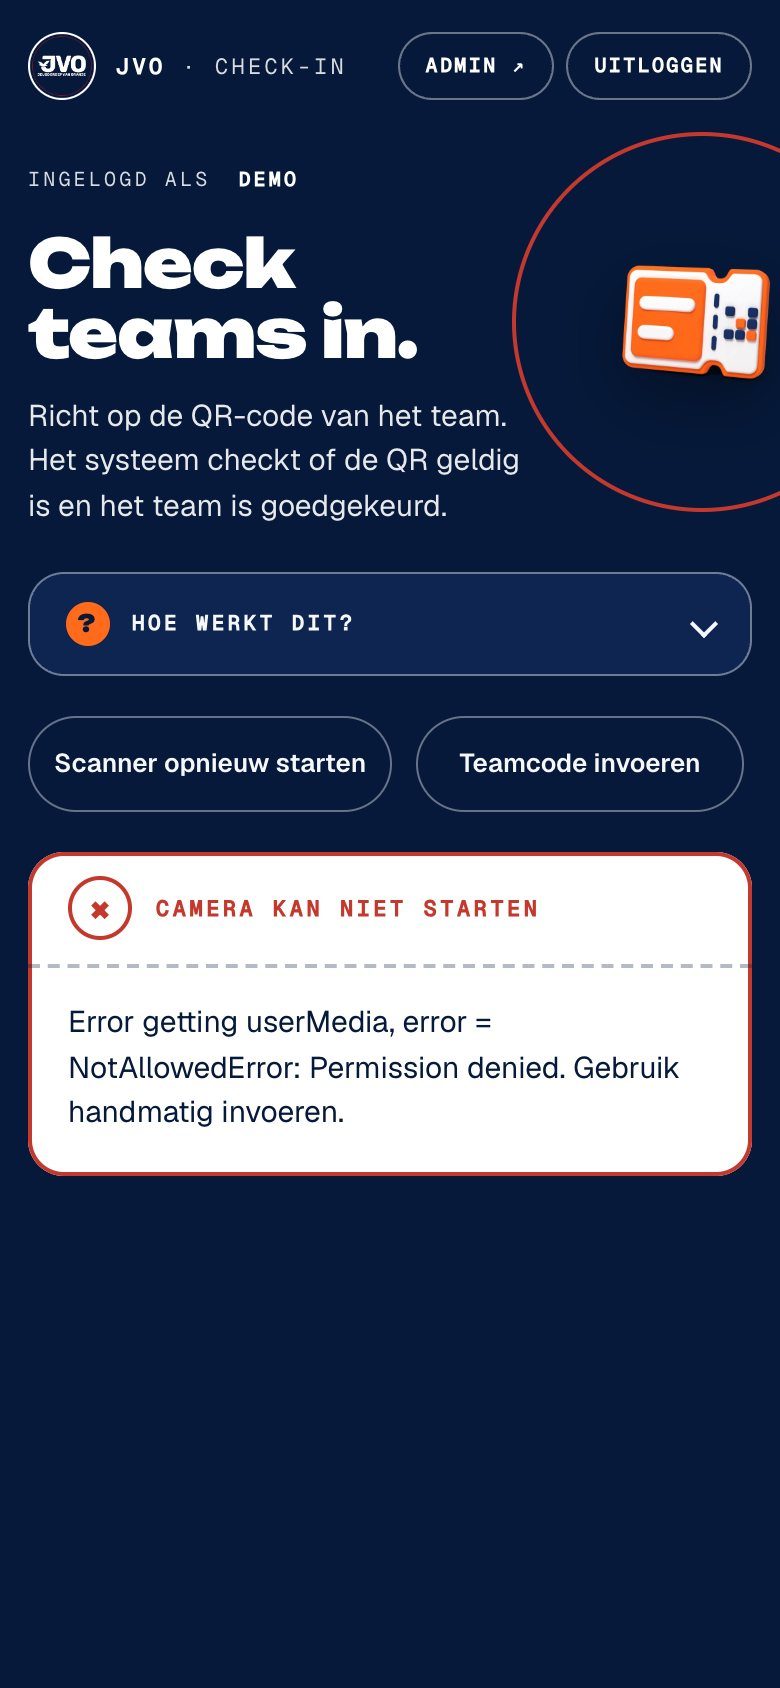 JVO
JVO · CHECK-IN
ADMIN ↗
UITLOGGEN
INGELOGD ALS DEMO
Check
teams in.
Richt op de QR-code van het team.
Het systeem checkt of de QR geldig
is en het team is goedgekeurd.
? HOE WERKT DIT?
Scanner opnieuw starten
Teamcode invoeren
CAMERA KAN NIET STARTEN
Error getting userMedia, error =
NotAllowedError: Permission denied. Gebruik
handmatig invoeren.